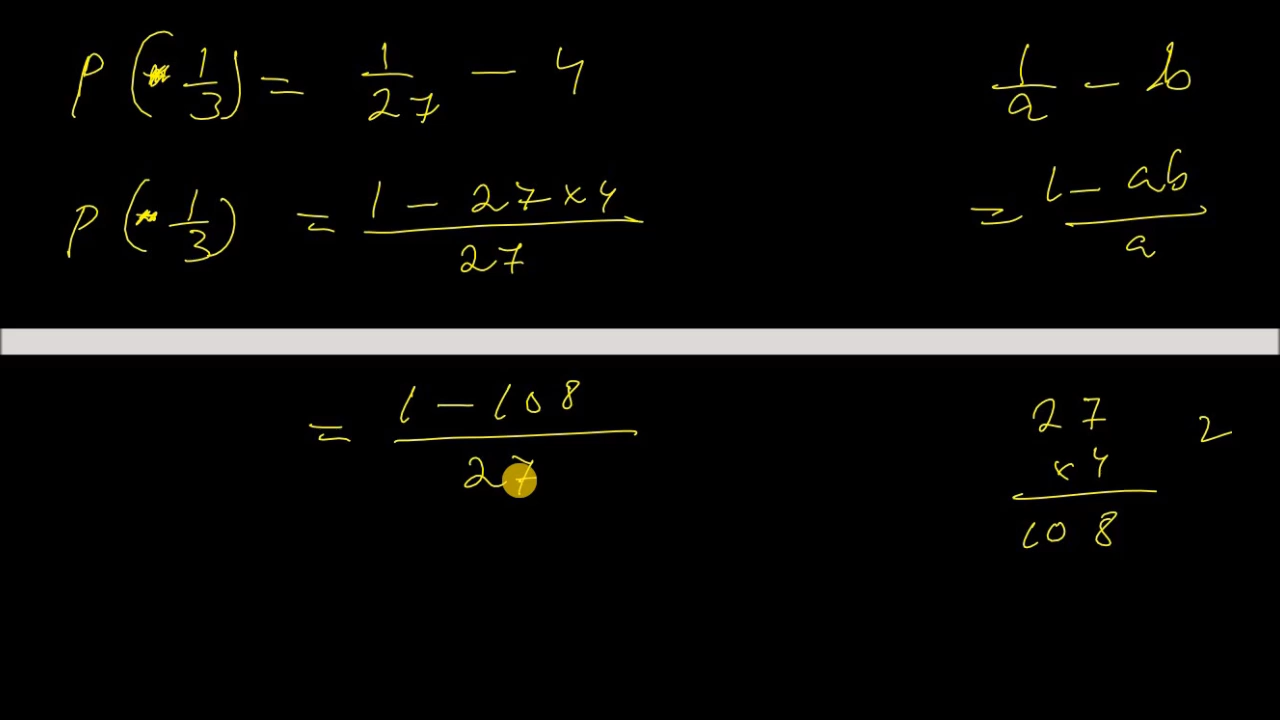 P(1/3) = 1/27 - 4
1/a - b
P(1/3) = (1 - 27 × 4)/27
= (1 - ab)/a
= (1 - 108)/27
27
2
×4
108